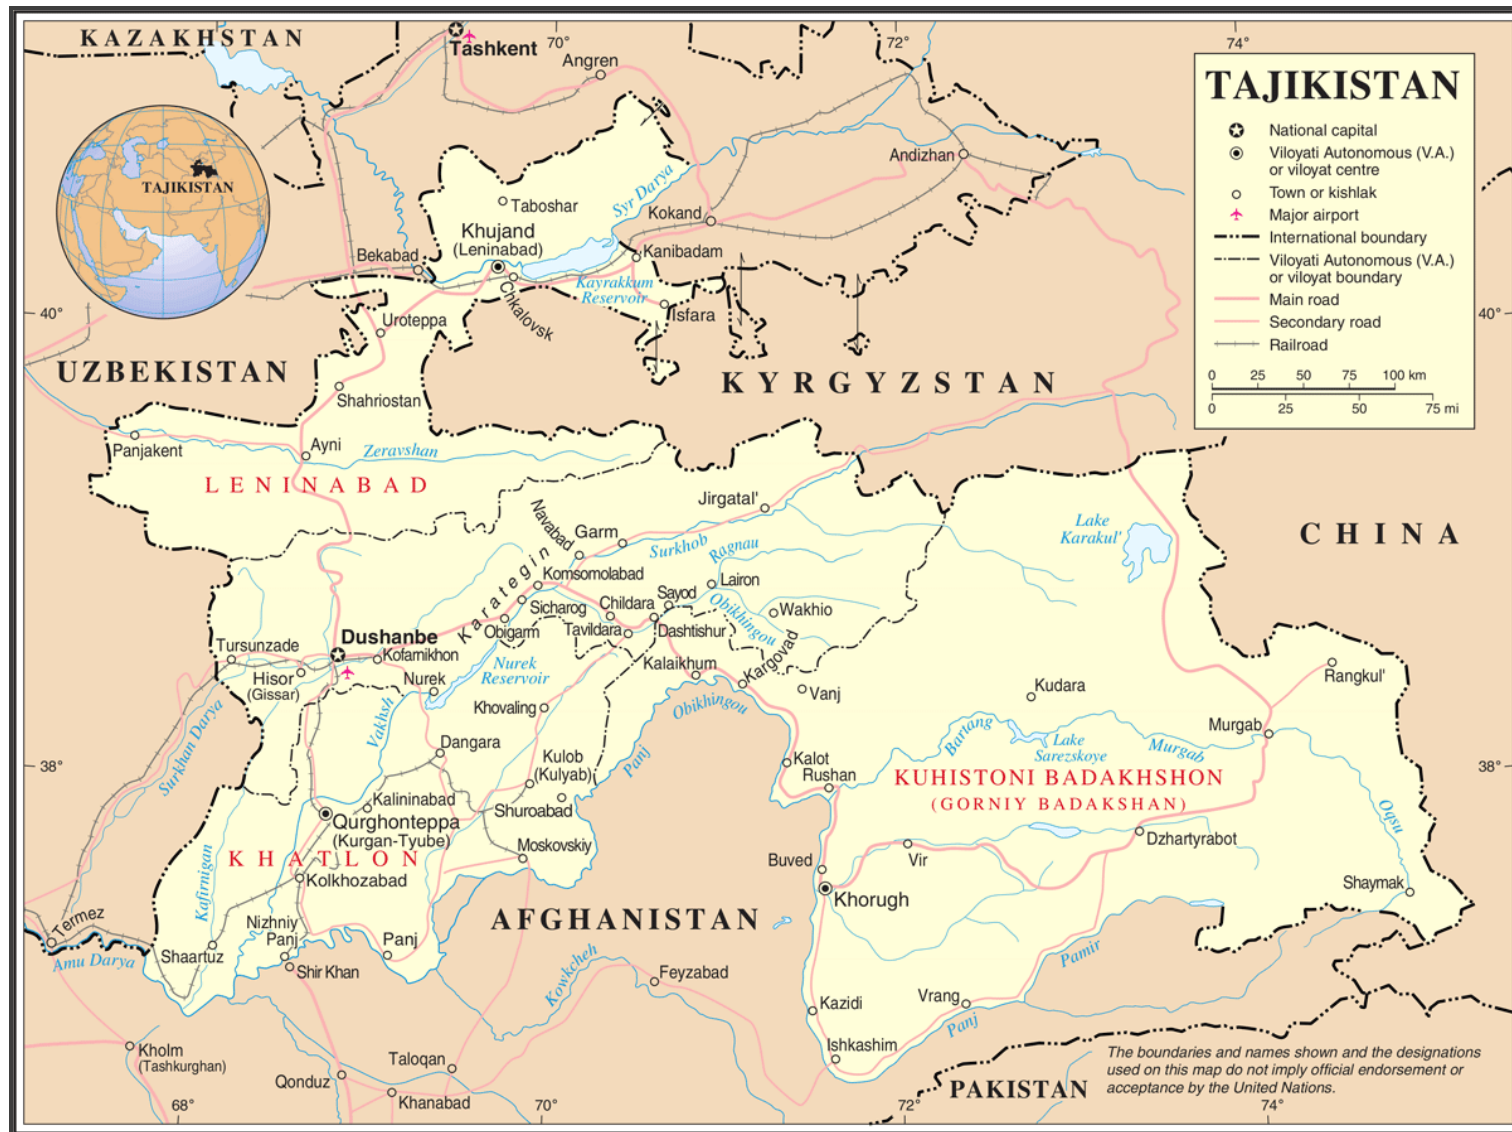 KAZAKHSTAN
Tashkent
70°
72°
74°
Angren
TAJIKISTAN
National capital
Viloyati Autonomous (V.A.)
or viloyat centre
Town or kishlak
Major airport
International boundary
Viloyati Autonomous (V.A.)
or viloyat boundary
Main road
Secondary road
Railroad
0 25 50 75 100 km
0 25 50 75 mi
TAJIKISTAN
Andizhan
Taboshar
Syr Darya
Kokand
Khujand
(Leninabad)
Bekabad
Kanibadam
Kayrakkum
Reservoir
Chkalovsk
Isfara
40°
40°
Uroteppa
UZBEKISTAN
KYRGYZSTAN
Shahriostan
Panjakent
Ayni
Zeravshan
LENINABAD
Jirgatal'
Navabad
Garm
Surkhob
Lake
Karakul'
CHINA
Ragnau
Karategin
Komsomolabad
Lairon
Sicharog
Childara
Sayod
Obikhingou
Wakhio
Obigarm
Tavildara
Dashtishur
Dushanbe
Tursunzade
Kofarnikhon
Nurek
Reservoir
Kalaikhum
Kargovad
Hisor
(Gissar)
Nurek
Vanj
Kudara
Rangkul'
Khovaling
Obikhingou
Surkhan Darya
Vakhsh
Dangara
Bartang
Lake
Sarezskoye
Murgab
Murgab
38°
38°
Kulob
(Kulyab)
Panj
Kalot
Rushan
KUHISTONI BADAKHSHON
(GORNIY BADAKSHAN)
Kalininabad
Shuroabad
Oqsu
Qurghonteppa
(Kurgan-Tyube)
Moskovskiy
Dzhartyrabot
KHATLON
Buved
Vir
Kolkhozabad
Khorugh
Shaymak
Kafirnigan
AFGHANISTAN
Termez
Nizhniy
Panj
Panj
Amu Darya
Shaartuz
Shir Khan
Kowkcheh
Feyzabad
Pamir
Kazidi
Vrang
Panj
Ishkashim
Kholm
(Tashkurghan)
Taloqan
Qonduz
Khanabad
PAKISTAN
The boundaries and names shown and the designations
used on this map do not imply official endorsement or
acceptance by the United Nations.
68°
70°
72°
74°